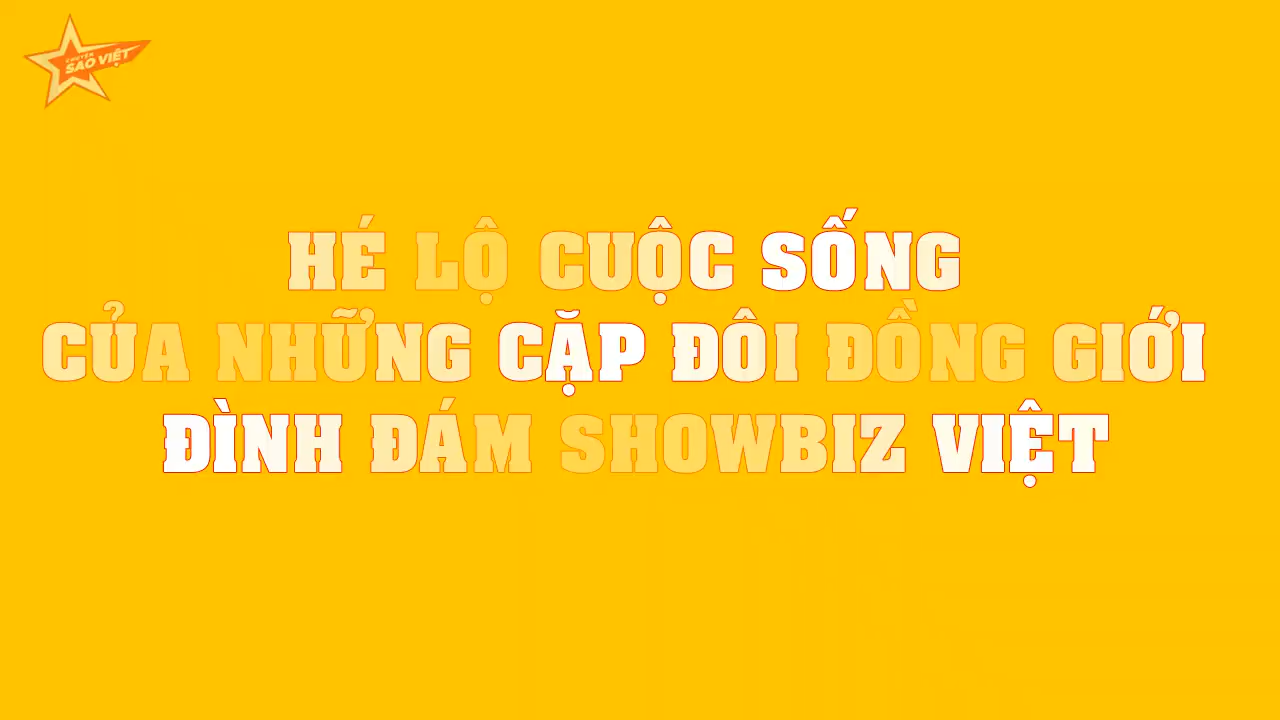 CHUYỆN
SAO VIỆT
HÉ LỘ CUỘC SỐNG
CỦA NHỮNG CẶP ĐÔI ĐỒNG GIỚI
ĐÌNH ĐÁM SHOWBIZ VIỆT